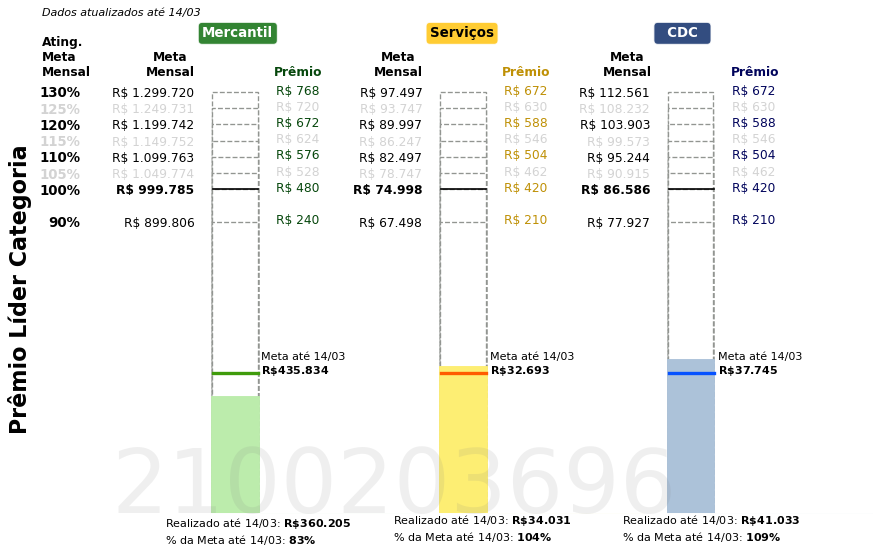 Dados atualizados até 14/03
Mercantil Serviços CDC
Ating.
Meta Meta Meta Meta
Mensal Mensal Prêmio Mensal Prêmio Mensal Prêmio
130% R$ 1.299.720 R$ 768 R$ 97.497 R$ 672 R$ 112.561 R$ 672
125% R$ 1.249.731 R$ 720 R$ 93.747 R$ 630 R$ 108.232 R$ 630
120% R$ 1.199.742 R$ 672 R$ 89.997 R$ 588 R$ 103.903 R$ 588
115% R$ 1.149.752 R$ 624 R$ 86.247 R$ 546 R$ 99.573 R$ 546
110% R$ 1.099.763 R$ 576 R$ 82.497 R$ 504 R$ 95.244 R$ 504
105% R$ 1.049.774 R$ 528 R$ 78.747 R$ 462 R$ 90.915 R$ 462
100% R$ 999.785 R$ 480 R$ 74.998 R$ 420 R$ 86.586 R$ 420
90% R$ 899.806 R$ 240 R$ 67.498 R$ 210 R$ 77.927 R$ 210
Prêmio Líder Categoria
Meta até 14/03 Meta até 14/03 Meta até 14/03
R$435.834 R$32.693 R$37.745
2100203696
Realizado até 14/03: R$360.205 Realizado até 14/03: R$34.031 Realizado até 14/03: R$41.033
% da Meta até 14/03: 83% % da Meta até 14/03: 104% % da Meta até 14/03: 109%